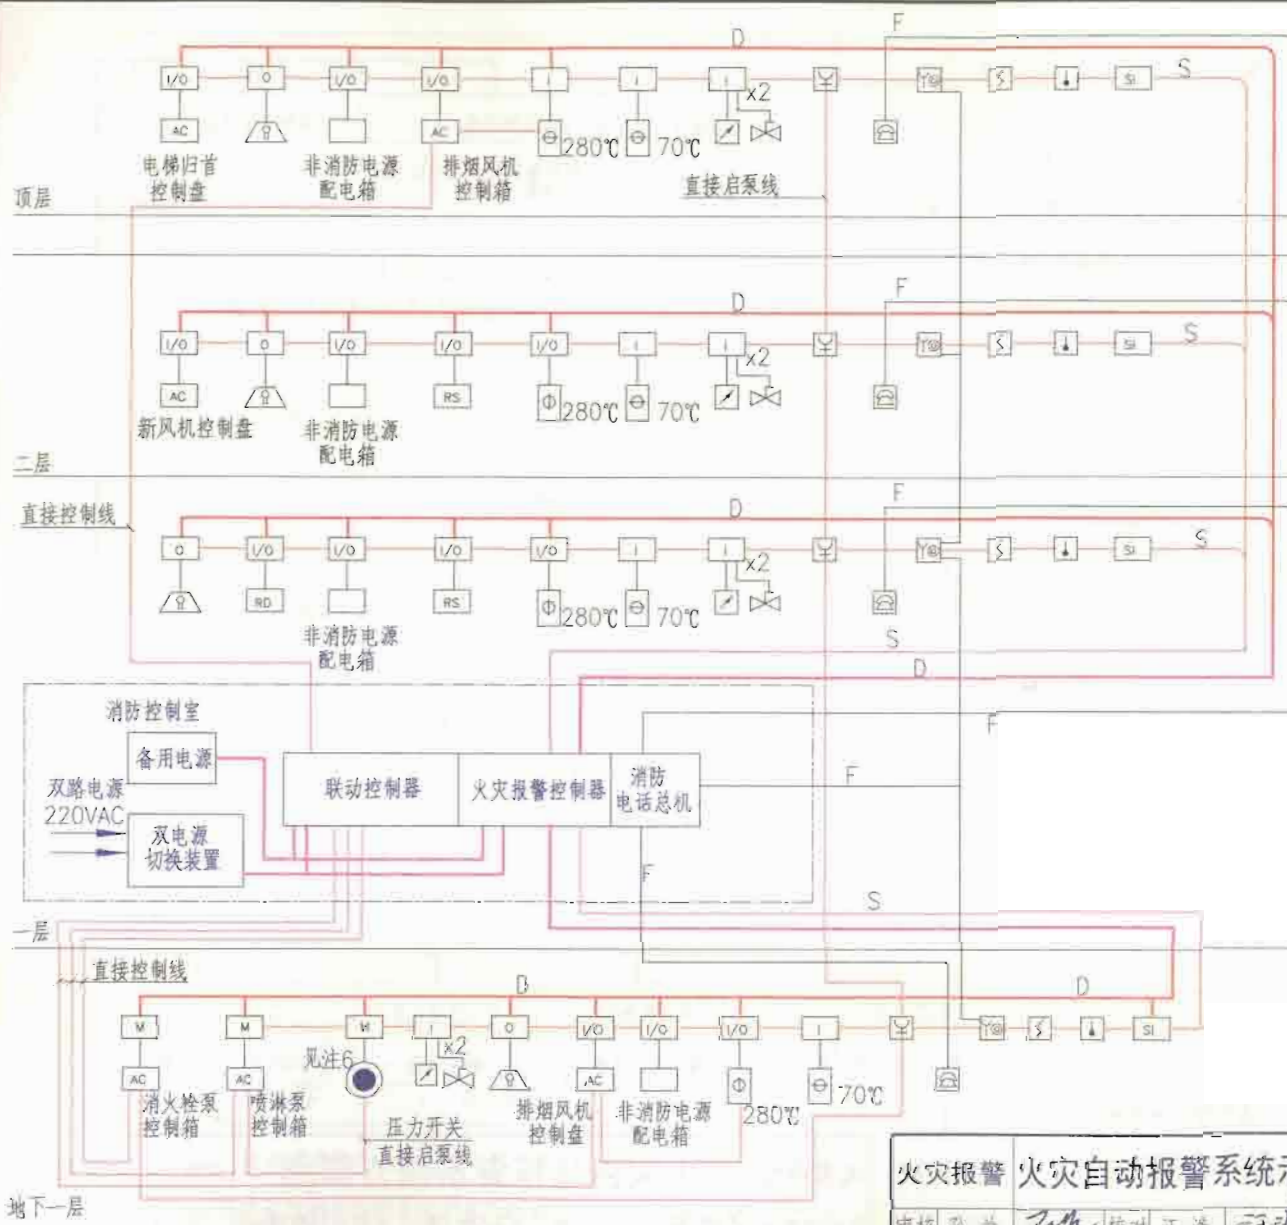 F
D
I/O
O
I/O
I/O
I
I
I
x2
SI
S
AC
AC
280℃
70℃
电梯归首
控制盘
非消防电源
配电箱
排烟风机
控制箱
直接启泵线
顶层
F
D
I/O
O
I/O
I/O
I/O
I
I
x2
SI
S
AC
RS
280℃
70℃
新风机控制盘
非消防电源
配电箱
二层
直接控制线
F
D
O
I/O
I/O
I/O
I/O
I
I
x2
SI
S
RD
RS
280℃
70℃
非消防电源
配电箱
S
D
F
消防控制室
备用电源
双路电源
220VAC
双电源
切换装置
联动控制器
火灾报警控制器
消防
电话总机
F
F
S
一层
直接控制线
D
D
M
M
M
I
O
I/O
I/O
I/O
I
SI
x2
见注6
AC
AC
AC
280℃
70℃
消火栓泵
控制箱
喷淋泵
控制箱
压力开关
直接启泵线
排烟风机
控制盘
非消防电源
配电箱
地下一层
火灾报警
火灾自动报警系统